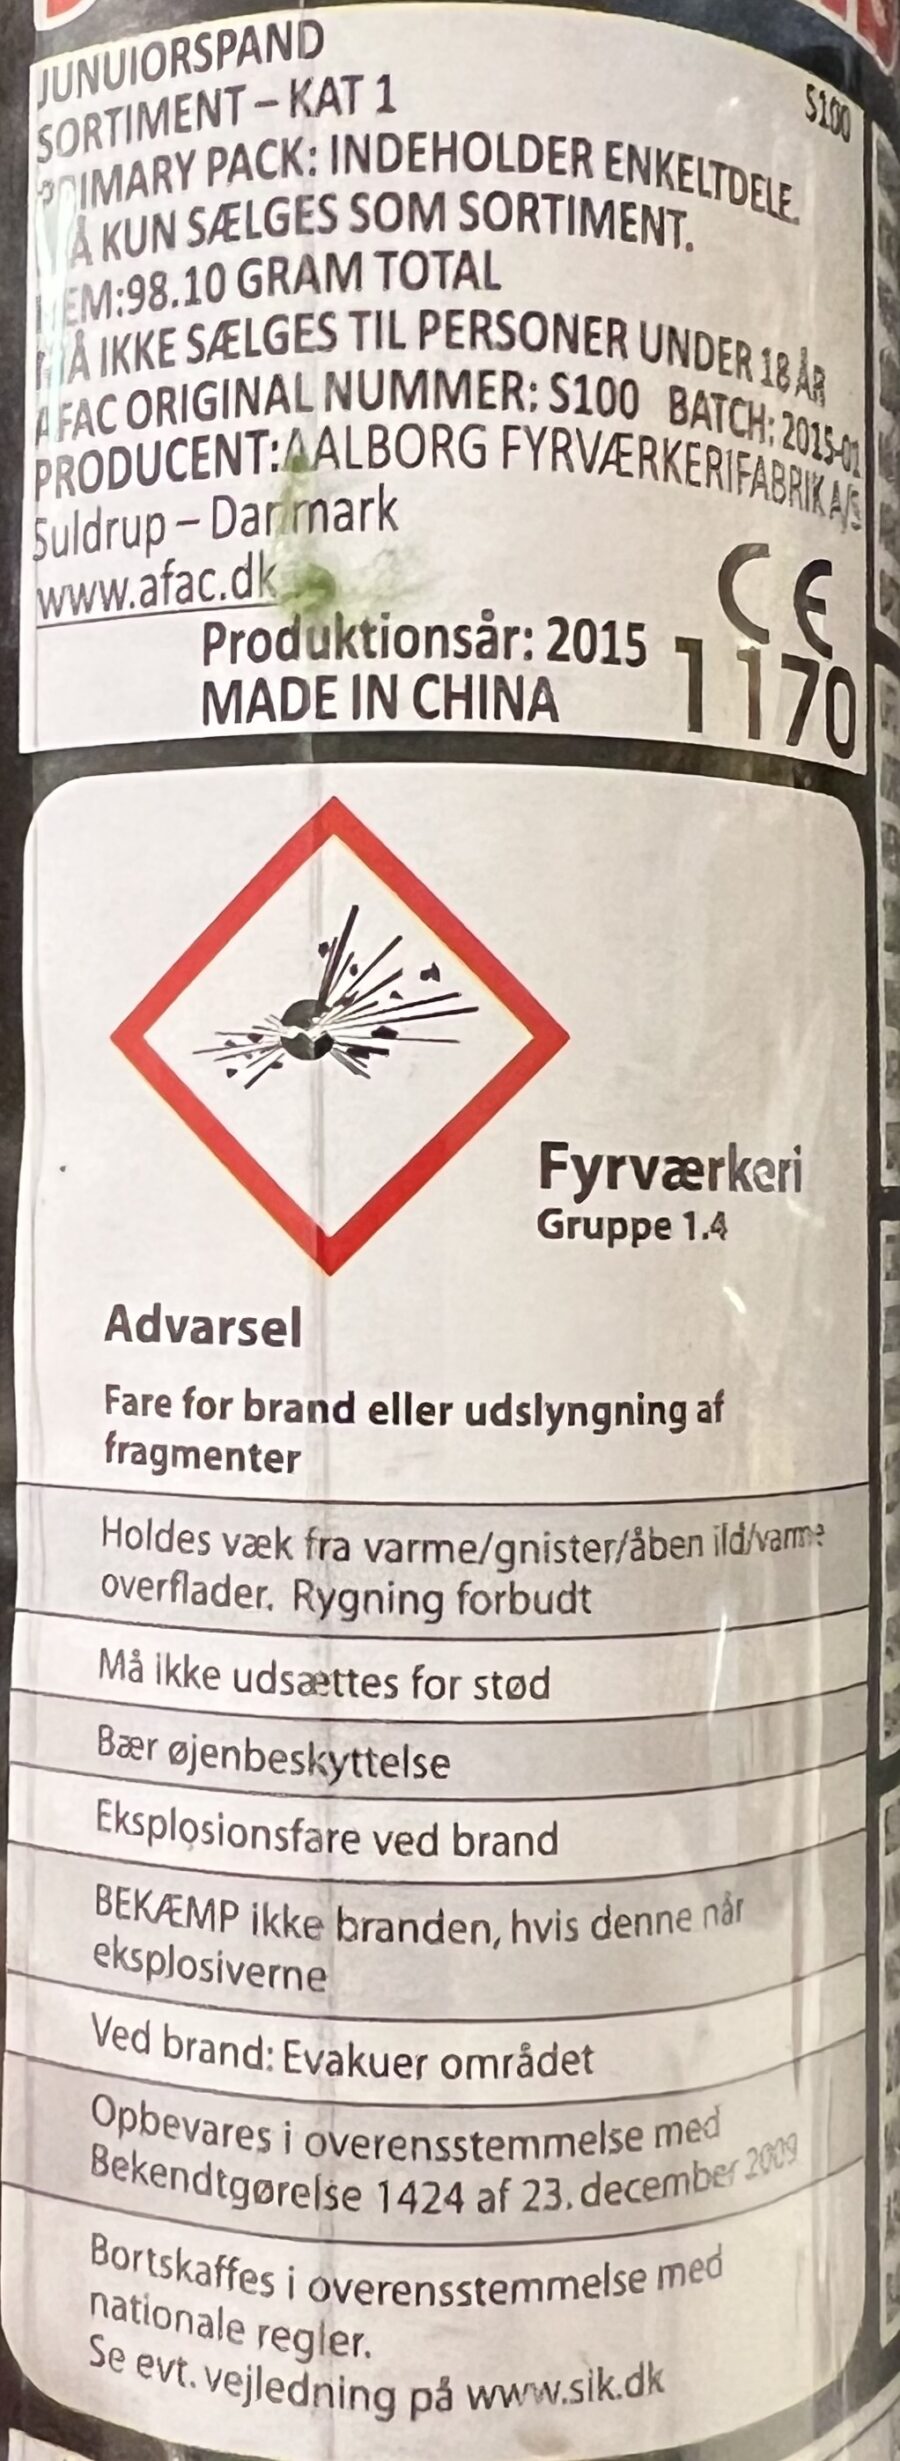 JUNUIORSPAND
S100
SORTIMENT – KAT 1
PRIMARY PACK: INDEHOLDER ENKELTDELE.
MÅ KUN SÆLGES SOM SORTIMENT.
NEM:98.10 GRAM TOTAL
MÅ IKKE SÆLGES TIL PERSONER UNDER 18 ÅR
AFAC ORIGINAL NUMMER: S100 BATCH: 2015-01
PRODUCENT: AALBORG FYRVÆRKERIFABRIK A/S
Suldrup – Danmark
www.afac.dk
CE
Produktionsår: 2015
1170
MADE IN CHINA
Fyrværkeri
Gruppe 1.4
Advarsel
Fare for brand eller udslyngning af
fragmenter
Holdes væk fra varme/gnister/åben ild/varme
overflader. Rygning forbudt
Må ikke udsættes for stød
Bær øjenbeskyttelse
Eksplosionsfare ved brand
BEKÆMP ikke branden, hvis denne når
eksplosiverne
Ved brand: Evakuer området
Opbevares i overensstemmelse med
Bekendtgørelse 1424 af 23. december 2009
Bortskaffes i overensstemmelse med
nationale regler.
Se evt. vejledning på www.sik.dk